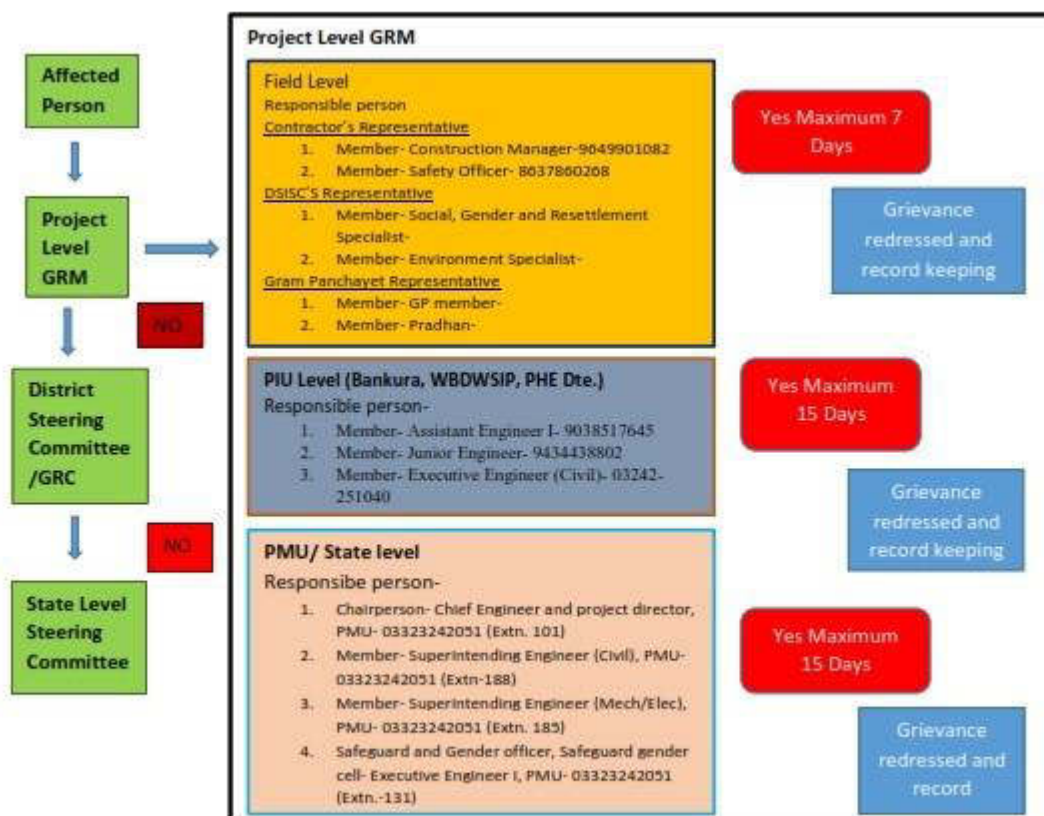 Affected
Person
Project
Level
GRM
NO
District
Steering
Committee
/GRC
NO
State Level
Steering
Committee
Project Level GRM
Field Level
Responsible person
Contractor's Representative
1. Member- Construction Manager-9649901082
2. Member- Safety Officer- 8637860268
DSISC'S Representative
1. Member- Social, Gender and Resettlement
Specialist-
2. Member- Environment Specialist-
Gram Panchayet Representative
1. Member- GP member-
2. Member- Pradhan-
Yes Maximum 7
Days
Grievance
redressed and
record keeping
PIU Level (Bankura, WBDWSIP, PHE Dte.)
Responsible person-
1. Member- Assistant Engineer I- 9038517645
2. Member- Junior Engineer- 9434438802
3. Member- Executive Engineer (Civil)- 03242-
251040
Yes Maximum
15 Days
Grievance
redressed and
record keeping
PMU/ State level
Responsibe person-
1. Chairperson- Chief Engineer and project director,
PMU- 03323242051 (Extn. 101)
2. Member- Superintending Engineer (Civil), PMU-
03323242051 (Extn-188)
3. Member- Superintending Engineer (Mech/Elec),
PMU- 03323242051 (Extn. 185)
4. Safeguard and Gender officer, Safeguard gender
cell- Executive Engineer I, PMU- 03323242051
(Extn.-131)
Yes Maximum
15 Days
Grievance
redressed and
record